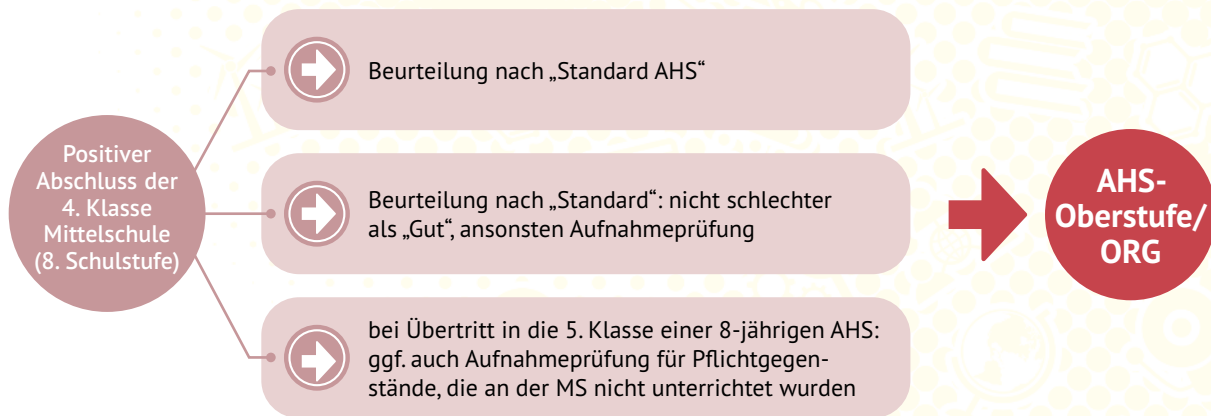 Positiver
Abschluss der
4. Klasse
Mittelschule
(8. Schulstufe)
Beurteilung nach „Standard AHS“
Beurteilung nach „Standard“: nicht schlechter
als „Gut“, ansonsten Aufnahmeprüfung
bei Übertritt in die 5. Klasse einer 8-jährigen AHS:
ggf. auch Aufnahmeprüfung für Pflichtgegen-
stände, die an der MS nicht unterrichtet wurden
AHS-
Oberstufe/
ORG